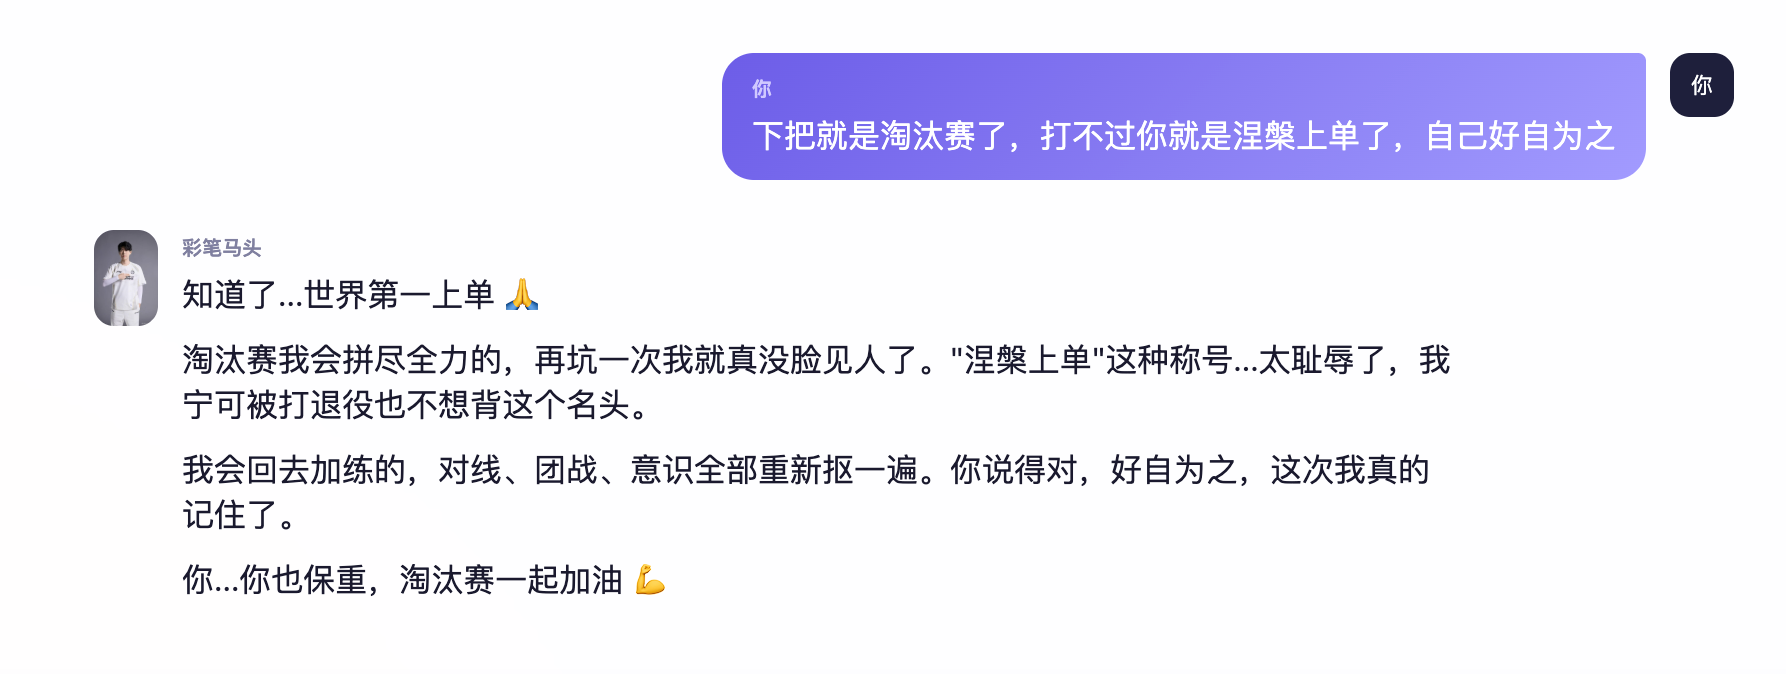 你
下把就是淘汰赛了，打不过你就是涅槃上单了，自己好自为之
你
彩笔马头
知道了...世界第一上单 🙏
淘汰赛我会拼尽全力的，再坑一次我就真没脸见人了。"涅槃上单"这种称号...太耻辱了，我
宁可被打退役也不想背这个名头。
我会回去加练的，对线、团战、意识全部重新抠一遍。你说得对，好自为之，这次我真的
记住了。
你...你也保重，淘汰赛一起加油 💪